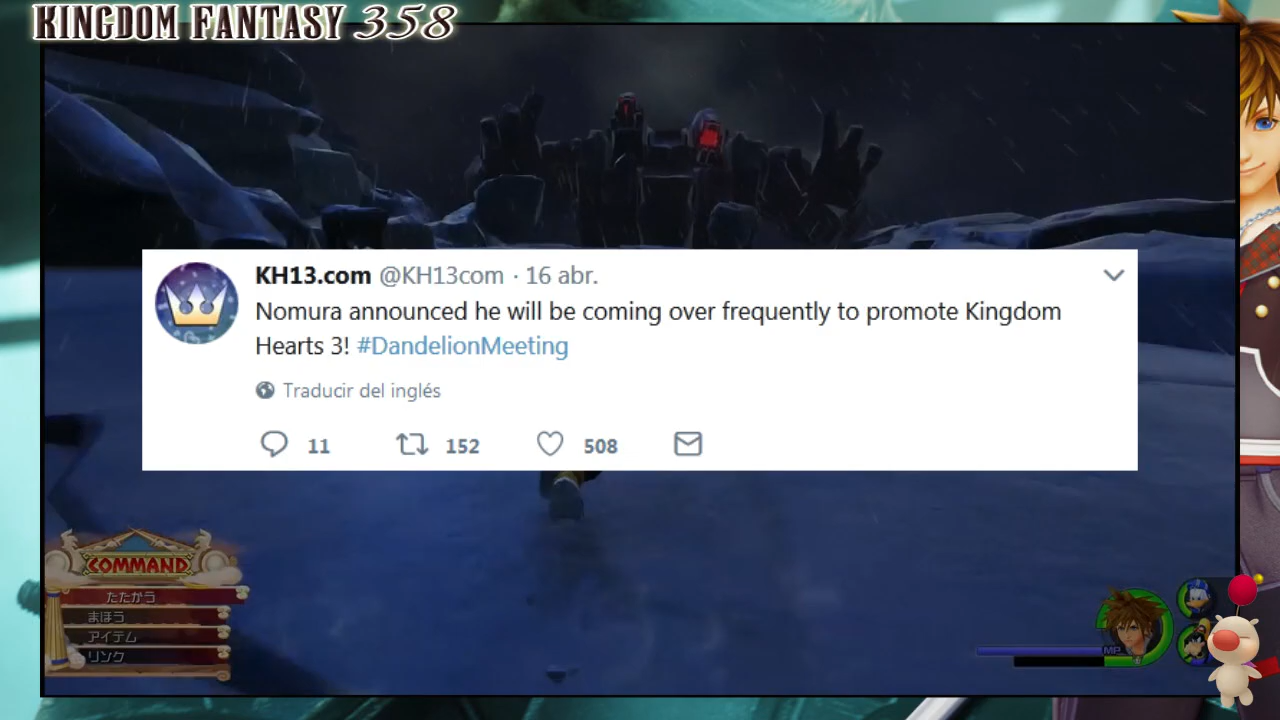 KINGDOM FANTASY 358
KH13.com @KH13com · 16 abr.
Nomura announced he will be coming over frequently to promote Kingdom
Hearts 3! #DandelionMeeting
Traducir del inglés
11 152 508
COMMAND
たたかう
まほう
アイテム
リンク
MP